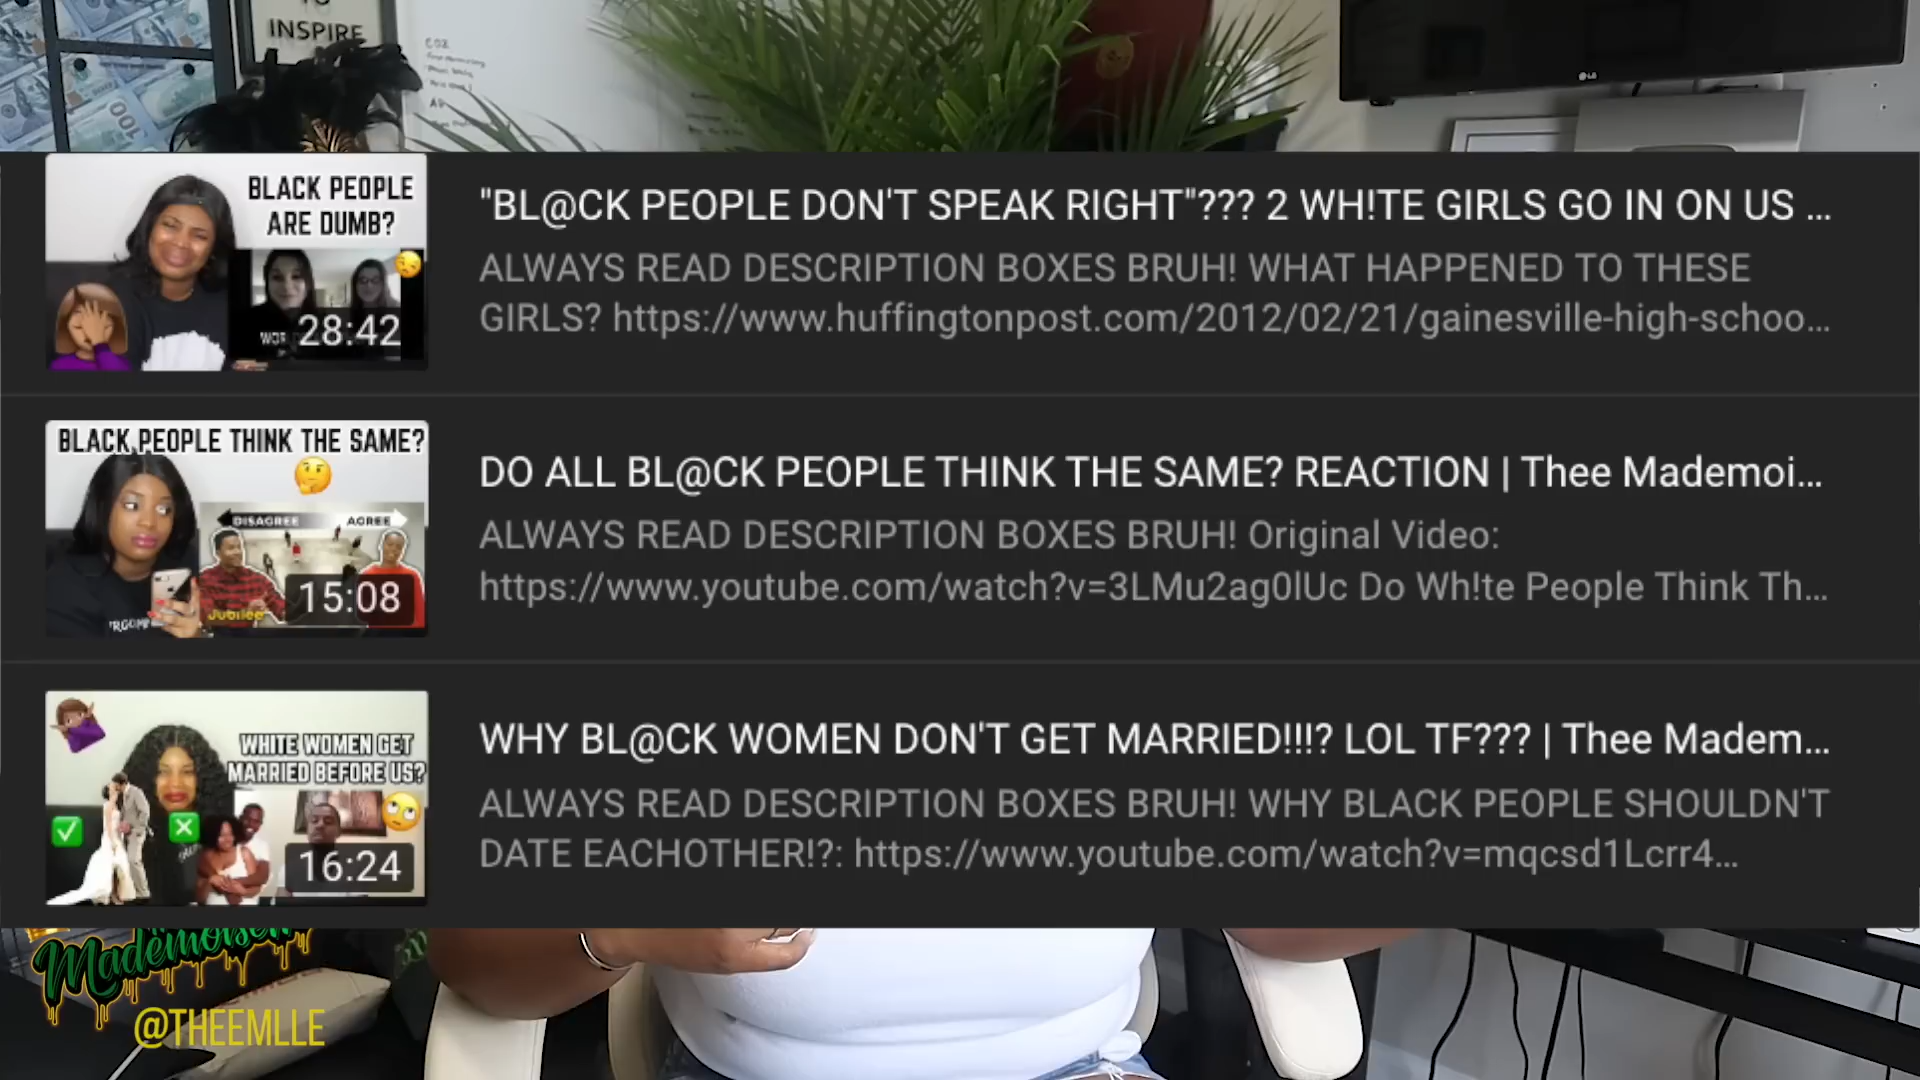 INSPIRE
100
LG
BLACK PEOPLE
ARE DUMB?
28:42
"BL@CK PEOPLE DON'T SPEAK RIGHT"??? 2 WH!TE GIRLS GO IN ON US ...
ALWAYS READ DESCRIPTION BOXES BRUH! WHAT HAPPENED TO THESE
GIRLS? https://www.huffingtonpost.com/2012/02/21/gainesville-high-schoo...
BLACK PEOPLE THINK THE SAME?
DISAGREE AGREE
Jubilee
15:08
DO ALL BL@CK PEOPLE THINK THE SAME? REACTION | Thee Mademoi...
ALWAYS READ DESCRIPTION BOXES BRUH! Original Video:
https://www.youtube.com/watch?v=3LMu2ag0lUc Do Wh!te People Think Th...
WHITE WOMEN GET
MARRIED BEFORE US?
16:24
WHY BL@CK WOMEN DON'T GET MARRIED!!!? LOL TF??? | Thee Madem...
ALWAYS READ DESCRIPTION BOXES BRUH! WHY BLACK PEOPLE SHOULDN'T
DATE EACHOTHER!?: https://www.youtube.com/watch?v=mqcsd1Lcrr4...
@THEEMLLE